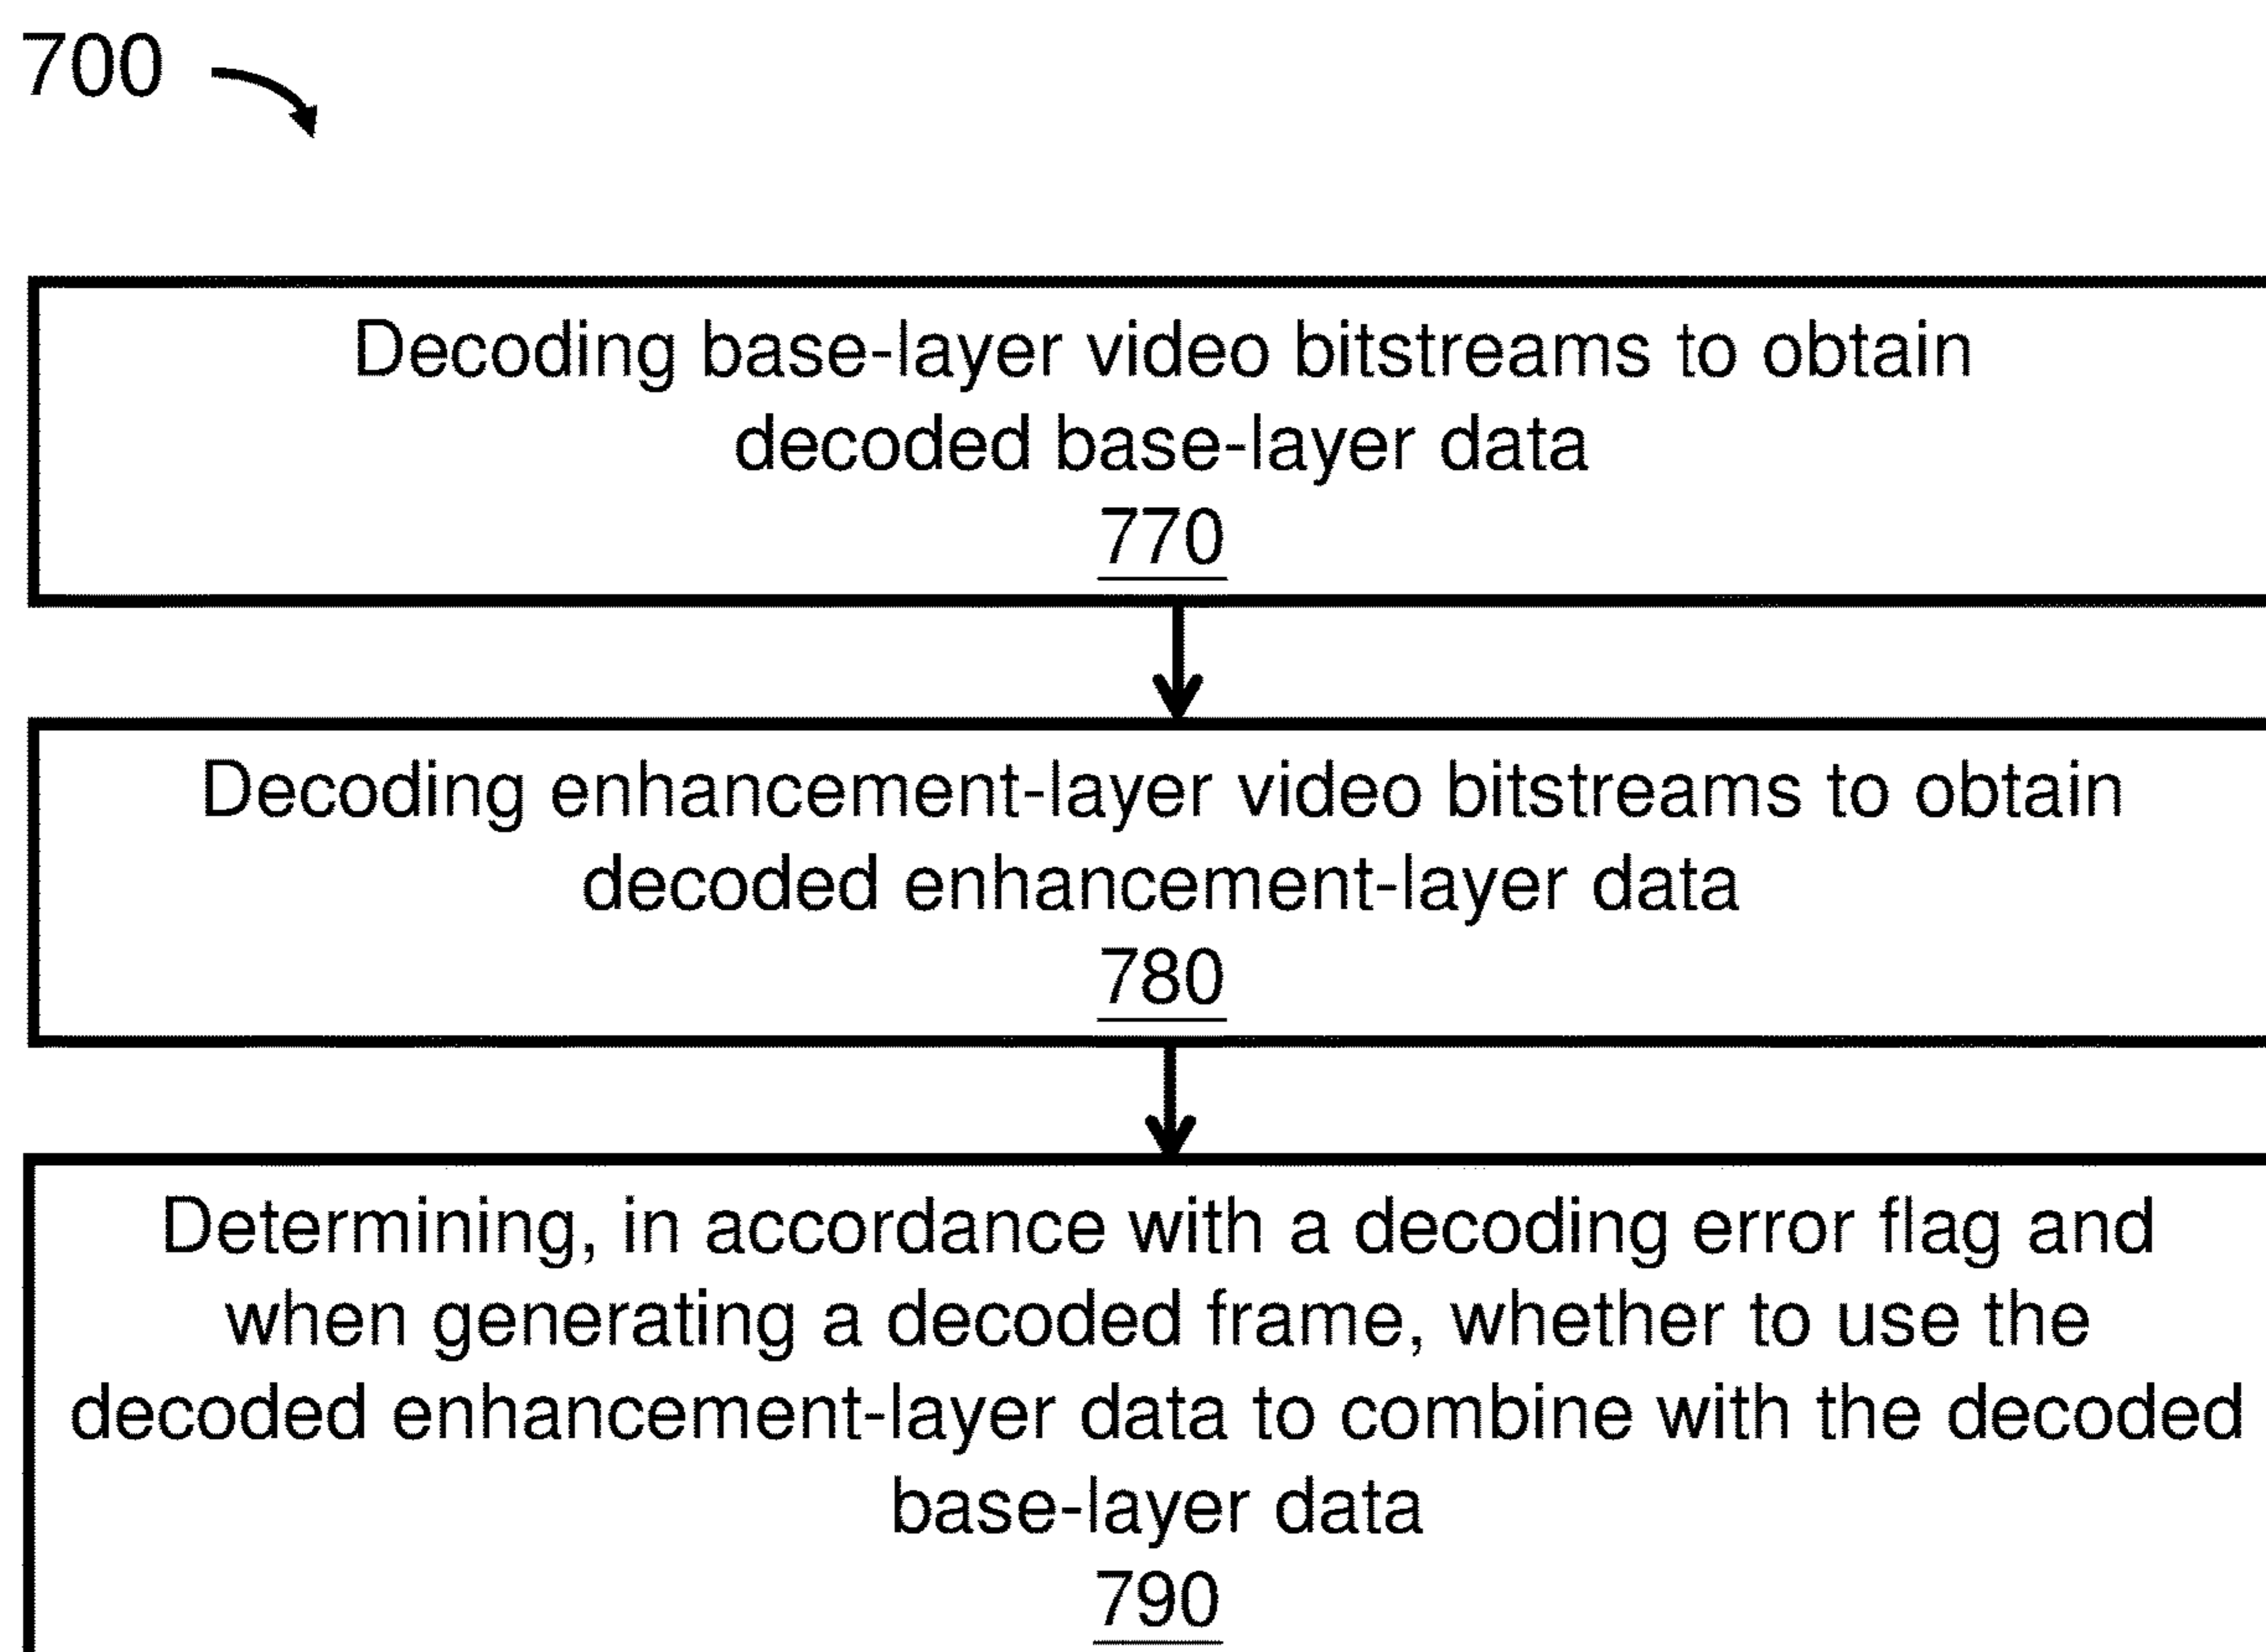 700
Decoding base-layer video bitstreams to obtain
decoded base-layer data
770
Decoding enhancement-layer video bitstreams to obtain
decoded enhancement-layer data
780
Determining, in accordance with a decoding error flag and
when generating a decoded frame, whether to use the
decoded enhancement-layer data to combine with the decoded
base-layer data
790